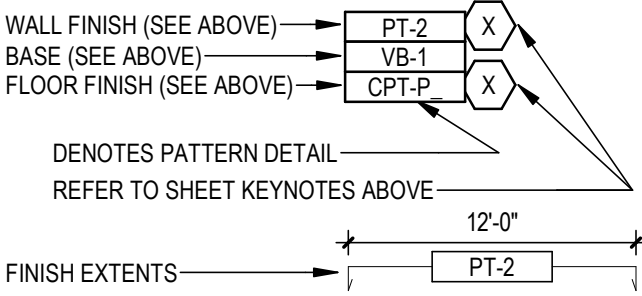 WALL FINISH (SEE ABOVE) PT-2 X
BASE (SEE ABOVE) VB-1
FLOOR FINISH (SEE ABOVE) CPT-P_ X
DENOTES PATTERN DETAIL
REFER TO SHEET KEYNOTES ABOVE
12'-0"
FINISH EXTENTS PT-2